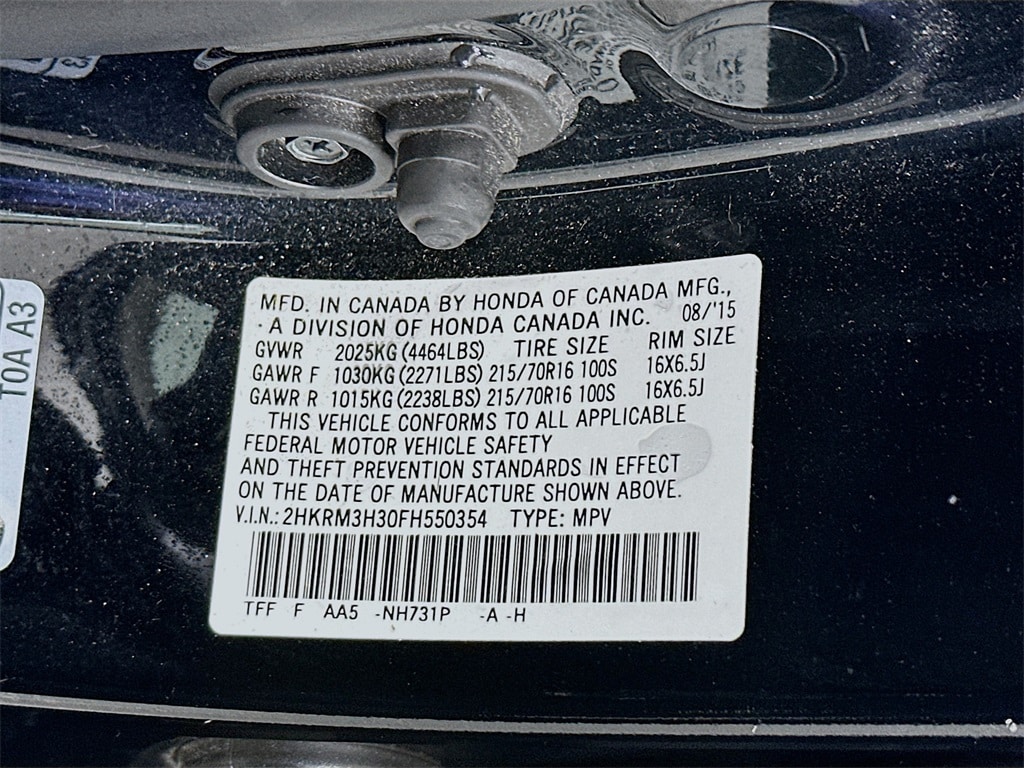 MFD. IN CANADA BY HONDA OF CANADA MFG.,
A DIVISION OF HONDA CANADA INC. 08/'15
GVWR 2025KG (4464LBS) TIRE SIZE RIM SIZE
GAWR F 1030KG (2271LBS) 215/70R16 100S 16X6.5J
GAWR R 1015KG (2238LBS) 215/70R16 100S 16X6.5J
THIS VEHICLE CONFORMS TO ALL APPLICABLE
FEDERAL MOTOR VEHICLE SAFETY
AND THEFT PREVENTION STANDARDS IN EFFECT
ON THE DATE OF MANUFACTURE SHOWN ABOVE.
V.I.N.: 2HKRM3H30FH550354 TYPE: MPV
TFF F AA5 -NH731P -A -H
T0A A3